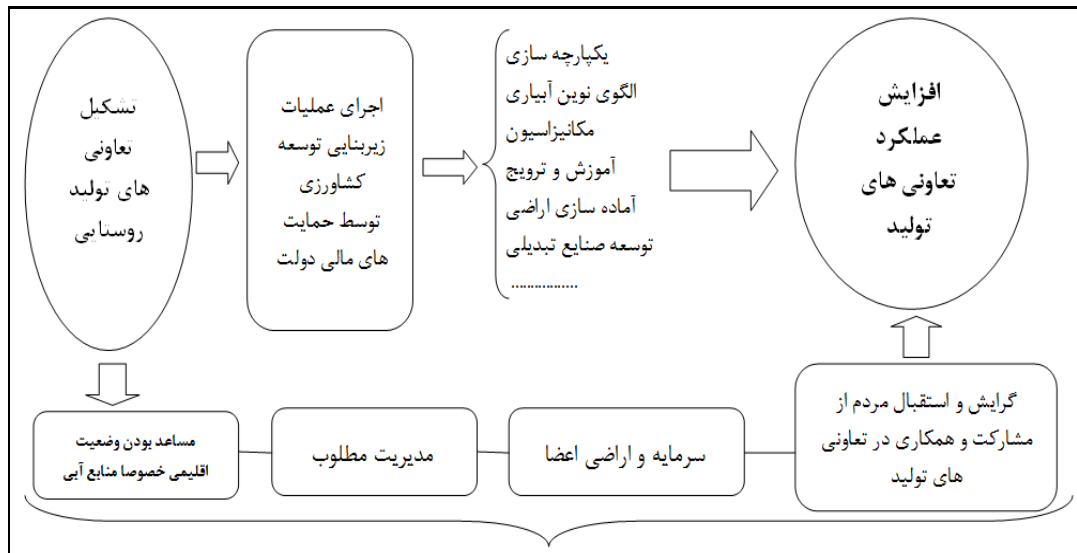 تشکیل
تعاونی
های تولید
روستایی
اجرای عملیات
زیربنایی توسعه
کشاورزی
توسط حمایت
های مالی دولت
یکپارچه سازی
الگوی نوین آبیاری
مکانیزاسیون
آموزش و ترویج
آماده سازی اراضی
توسعه صنایع تبدیلی
.................
افزایش
عملکرد
تعاونی های
تولید
مساعد بودن وضعیت
اقلیمی خصوصا منابع آبی
مدیریت مطلوب
سرمایه و اراضی اعضا
گرایش و استقبال مردم از
مشارکت و همکاری در تعاونی
های تولید